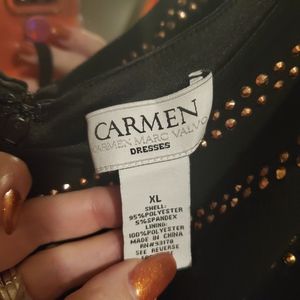 CARMEN
CARMEN MARC VALVO
DRESSES
XL
SHELL:
95%POLYESTER
5%SPANDEX
LINING:
100%POLYESTER
MADE IN CHINA
RN#93170
SEE REVERSE